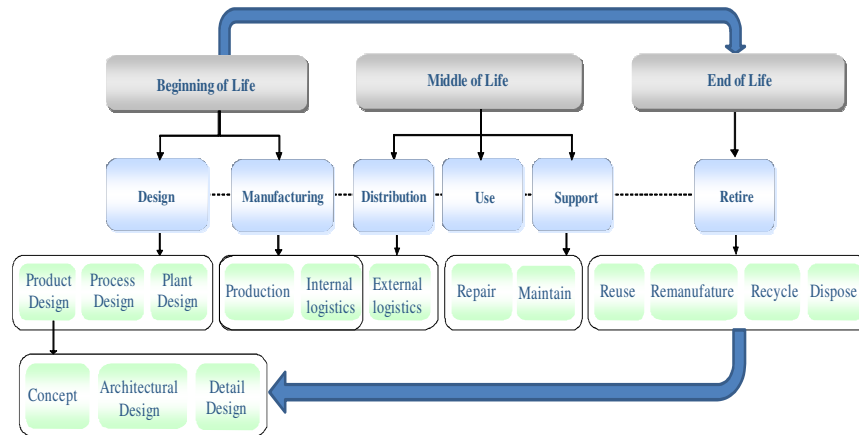 Beginning of Life
Middle of Life
End of Life
Design
Manufacturing
Distribution
Use
Support
Retire
Product
Design
Process
Design
Plant
Design
Production
Internal
logistics
External
logistics
Repair
Maintain
Reuse
Remanufature
Recycle
Dispose
Concept
Architectural
Design
Detail
Design